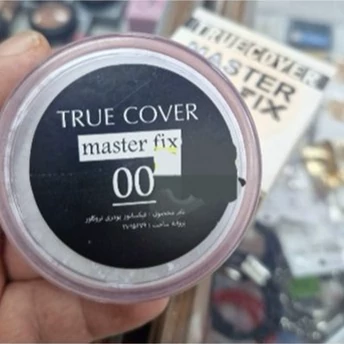 TRUE COVER
master fix
00
نام محصول : فیکساتور پودری تروکاور
پروانه ساخت :
TRUECOVER
MASTER
FIX